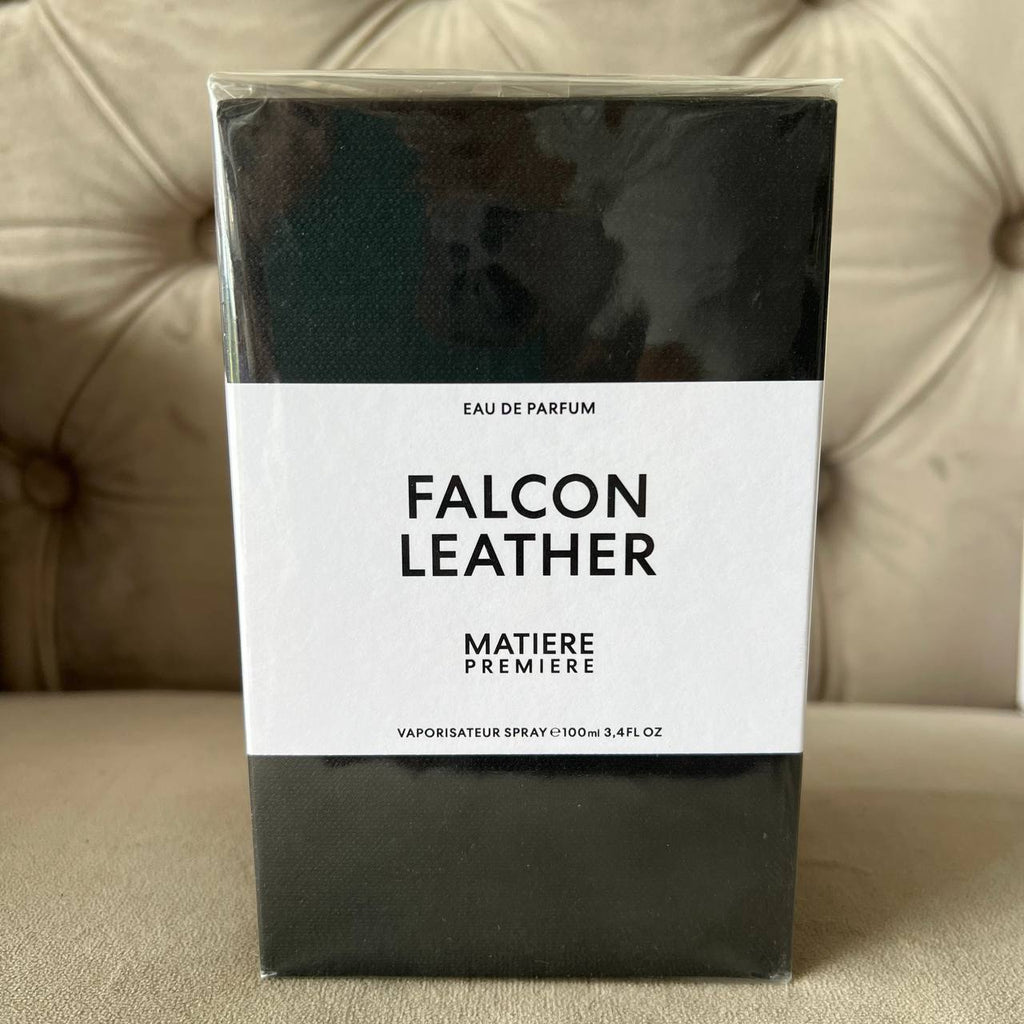 EAU DE PARFUM
FALCON
LEATHER
MATIERE
PREMIERE
VAPORISATEUR SPRAY ℮100ml 3,4FL OZ